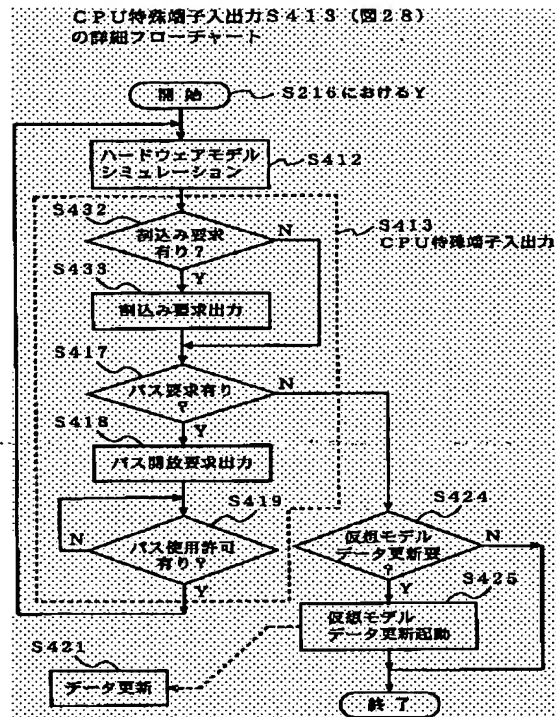 CPU特殊端子入出力S413(図28)
の詳細フローチャート
開始
S216におけるY
ハードウェアモデル
シミュレーション
S412
S432
割込み要求
有り?
N
S413
CPU特殊端子入出力
S433
Y
割込み要求出力
S417
バス要求有り
?
N
S418
Y
バス開放要求出力
S419
N
バス使用許可
有り?
Y
S424
仮想モデル
データ更新要
?
N
Y
S425
仮想モデル
データ更新起動
S421
データ更新
終了